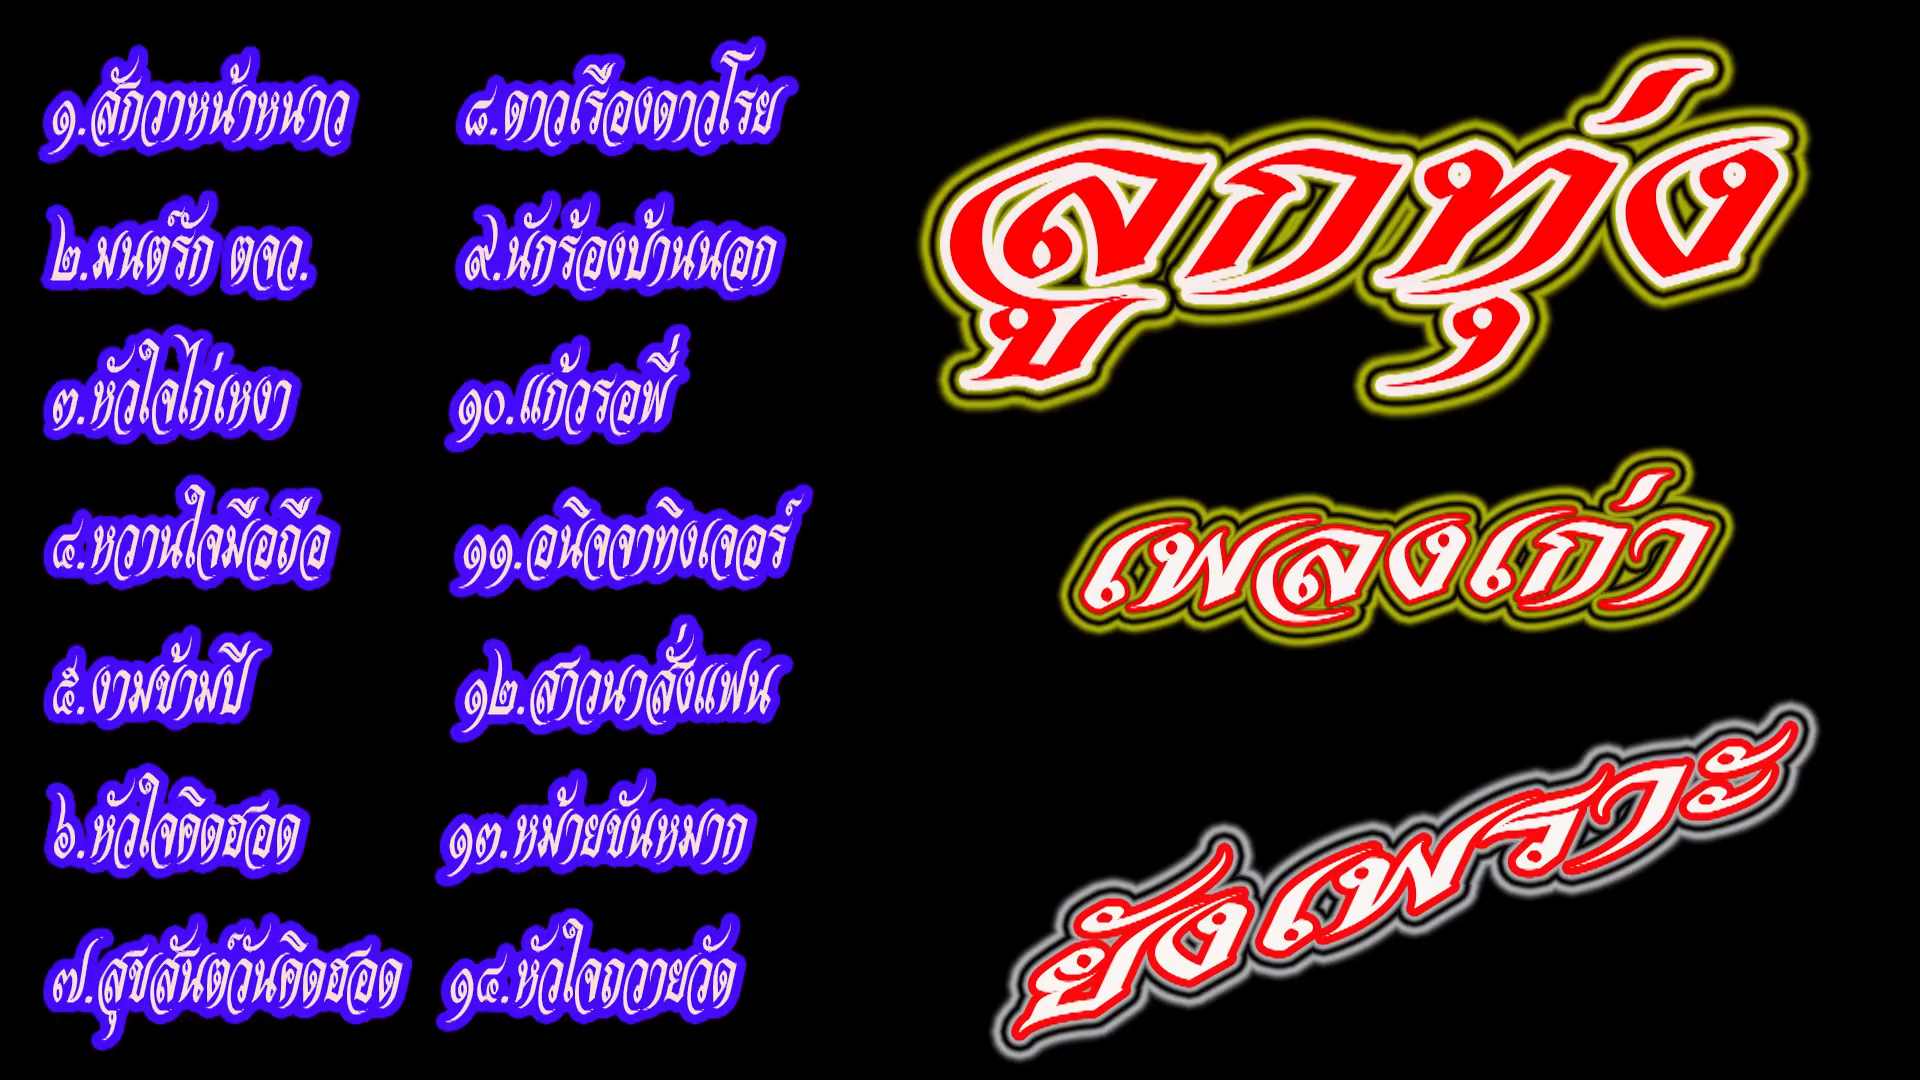 ๑.สักวาหน้าหนาว
๒.มนต์รัก ตจว.
๓.หัวใจไก่เหงา
๔.หวานใจมือถือ
๕.งามข้ามปี
๖.หัวใจคิดฮอด
๗.สุขสันต์วันคิดฮอด
๘.ดาวเรืองดาวโรย
๙.นักร้องบ้านนอก
๑๐.แก้วรอพี่
๑๑.อนิจจาทิงเจอร์
๑๒.สาวนาสั่งแฟน
๑๓.หม้ายขันหมาก
๑๔.หัวใจถวายวัด
ลูกทุ่ง
เพลงเก่า
ยังเพราะ